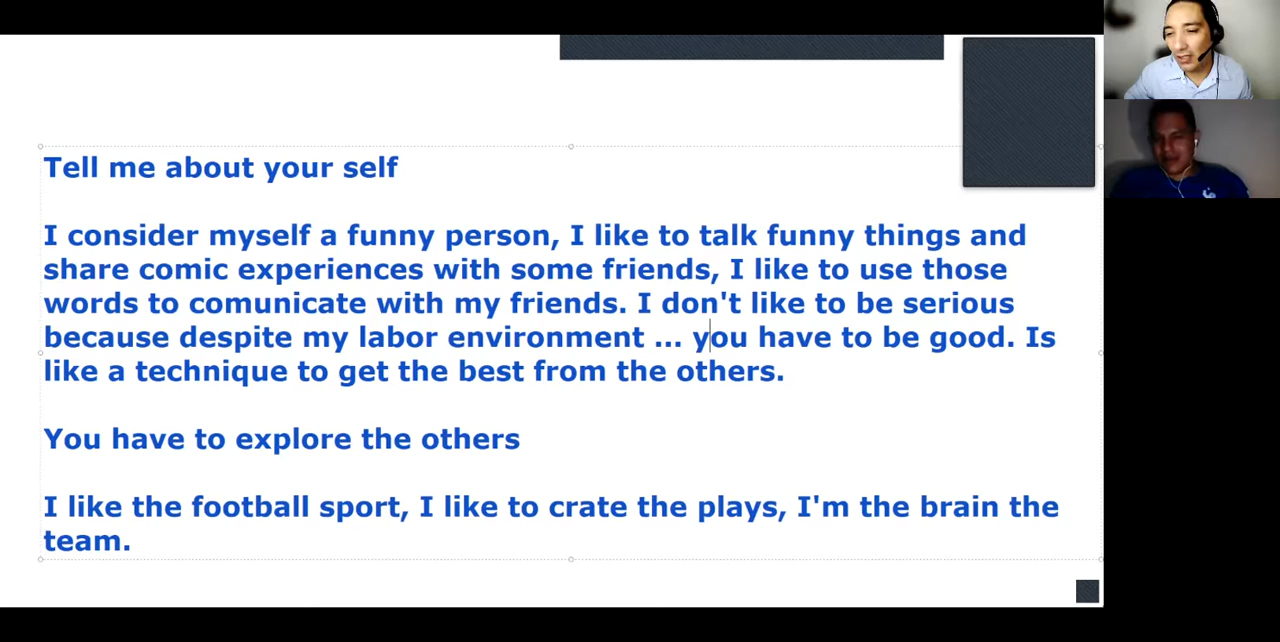 Tell me about your self
I consider myself a funny person, I like to talk funny things and
share comic experiences with some friends, I like to use those
words to comunicate with my friends. I don't like to be serious
because despite my labor environment ... you have to be good. Is
like a technique to get the best from the others.
You have to explore the others
I like the football sport, I like to crate the plays, I'm the brain the
team.